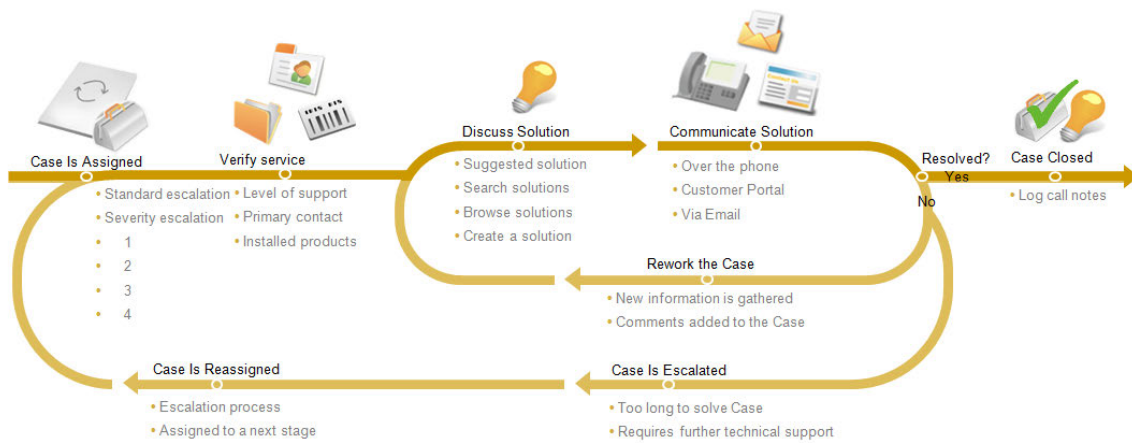 Case Is Assigned
Standard escalation
Severity escalation
1
2
3
4
Verify service
Level of support
Primary contact
Installed products
Discuss Solution
Suggested solution
Search solutions
Browse solutions
Create a solution
Communicate Solution
Over the phone
Customer Portal
Via Email
Resolved?
Yes
No
Case Closed
Log call notes
Rework the Case
New information is gathered
Comments added to the Case
Case Is Escalated
Too long to solve Case
Requires further technical support
Case Is Reassigned
Escalation process
Assigned to a next stage